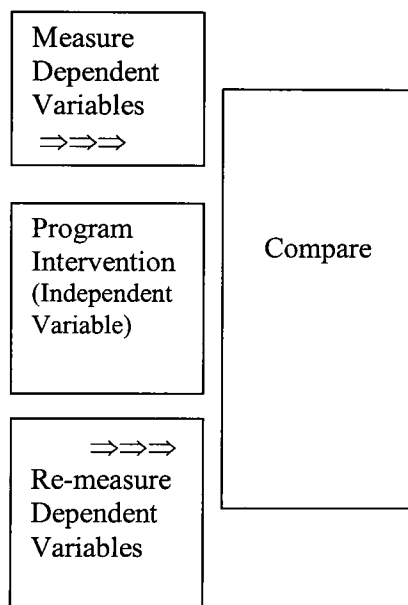 Measure
Dependent
Variables
⇒⇒⇒
Program
Intervention
(Independent
Variable)
Compare
⇒⇒⇒
Re-measure
Dependent
Variables